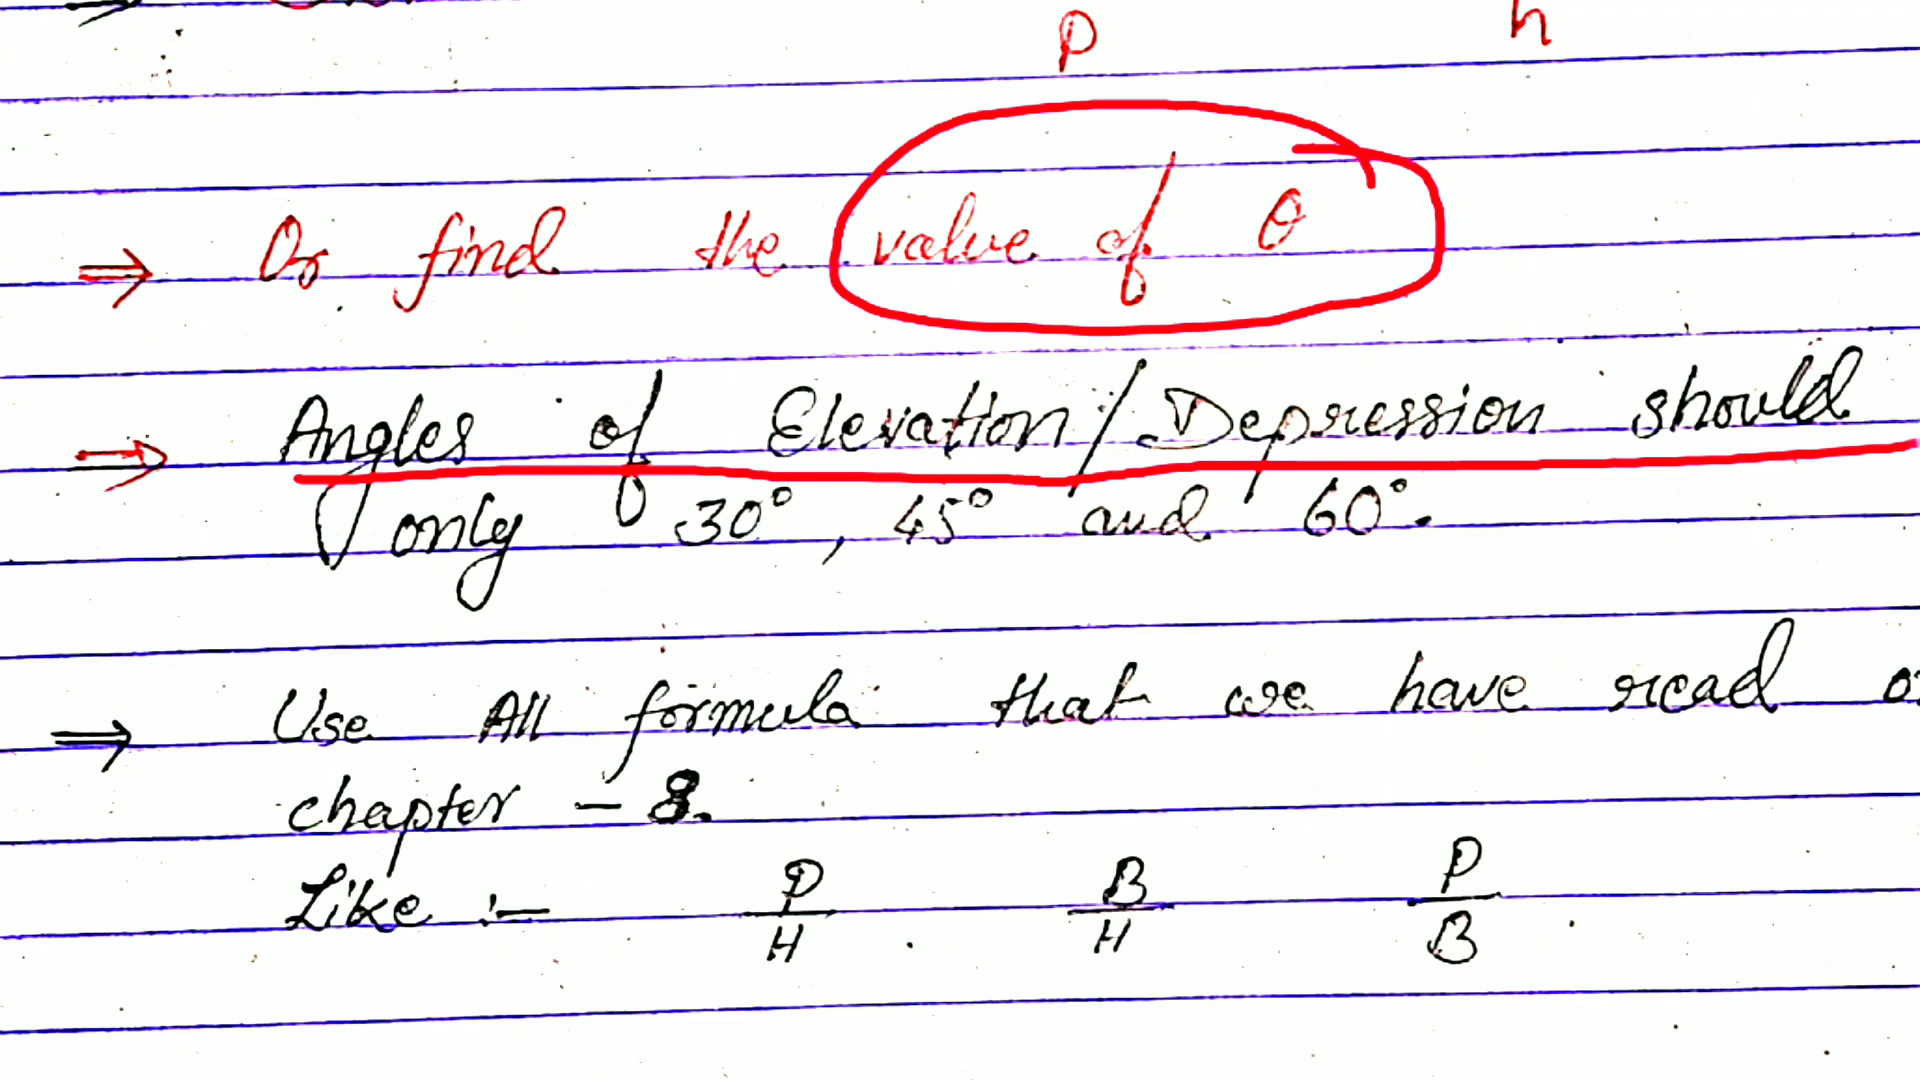 P h
⇒ Or find the value of θ
⇒ Angles of Elevation/Depression should
only 30°, 45° and 60°.
⇒ Use All formula that we have read
chapter - 8.
Like :- P/H B/H P/B